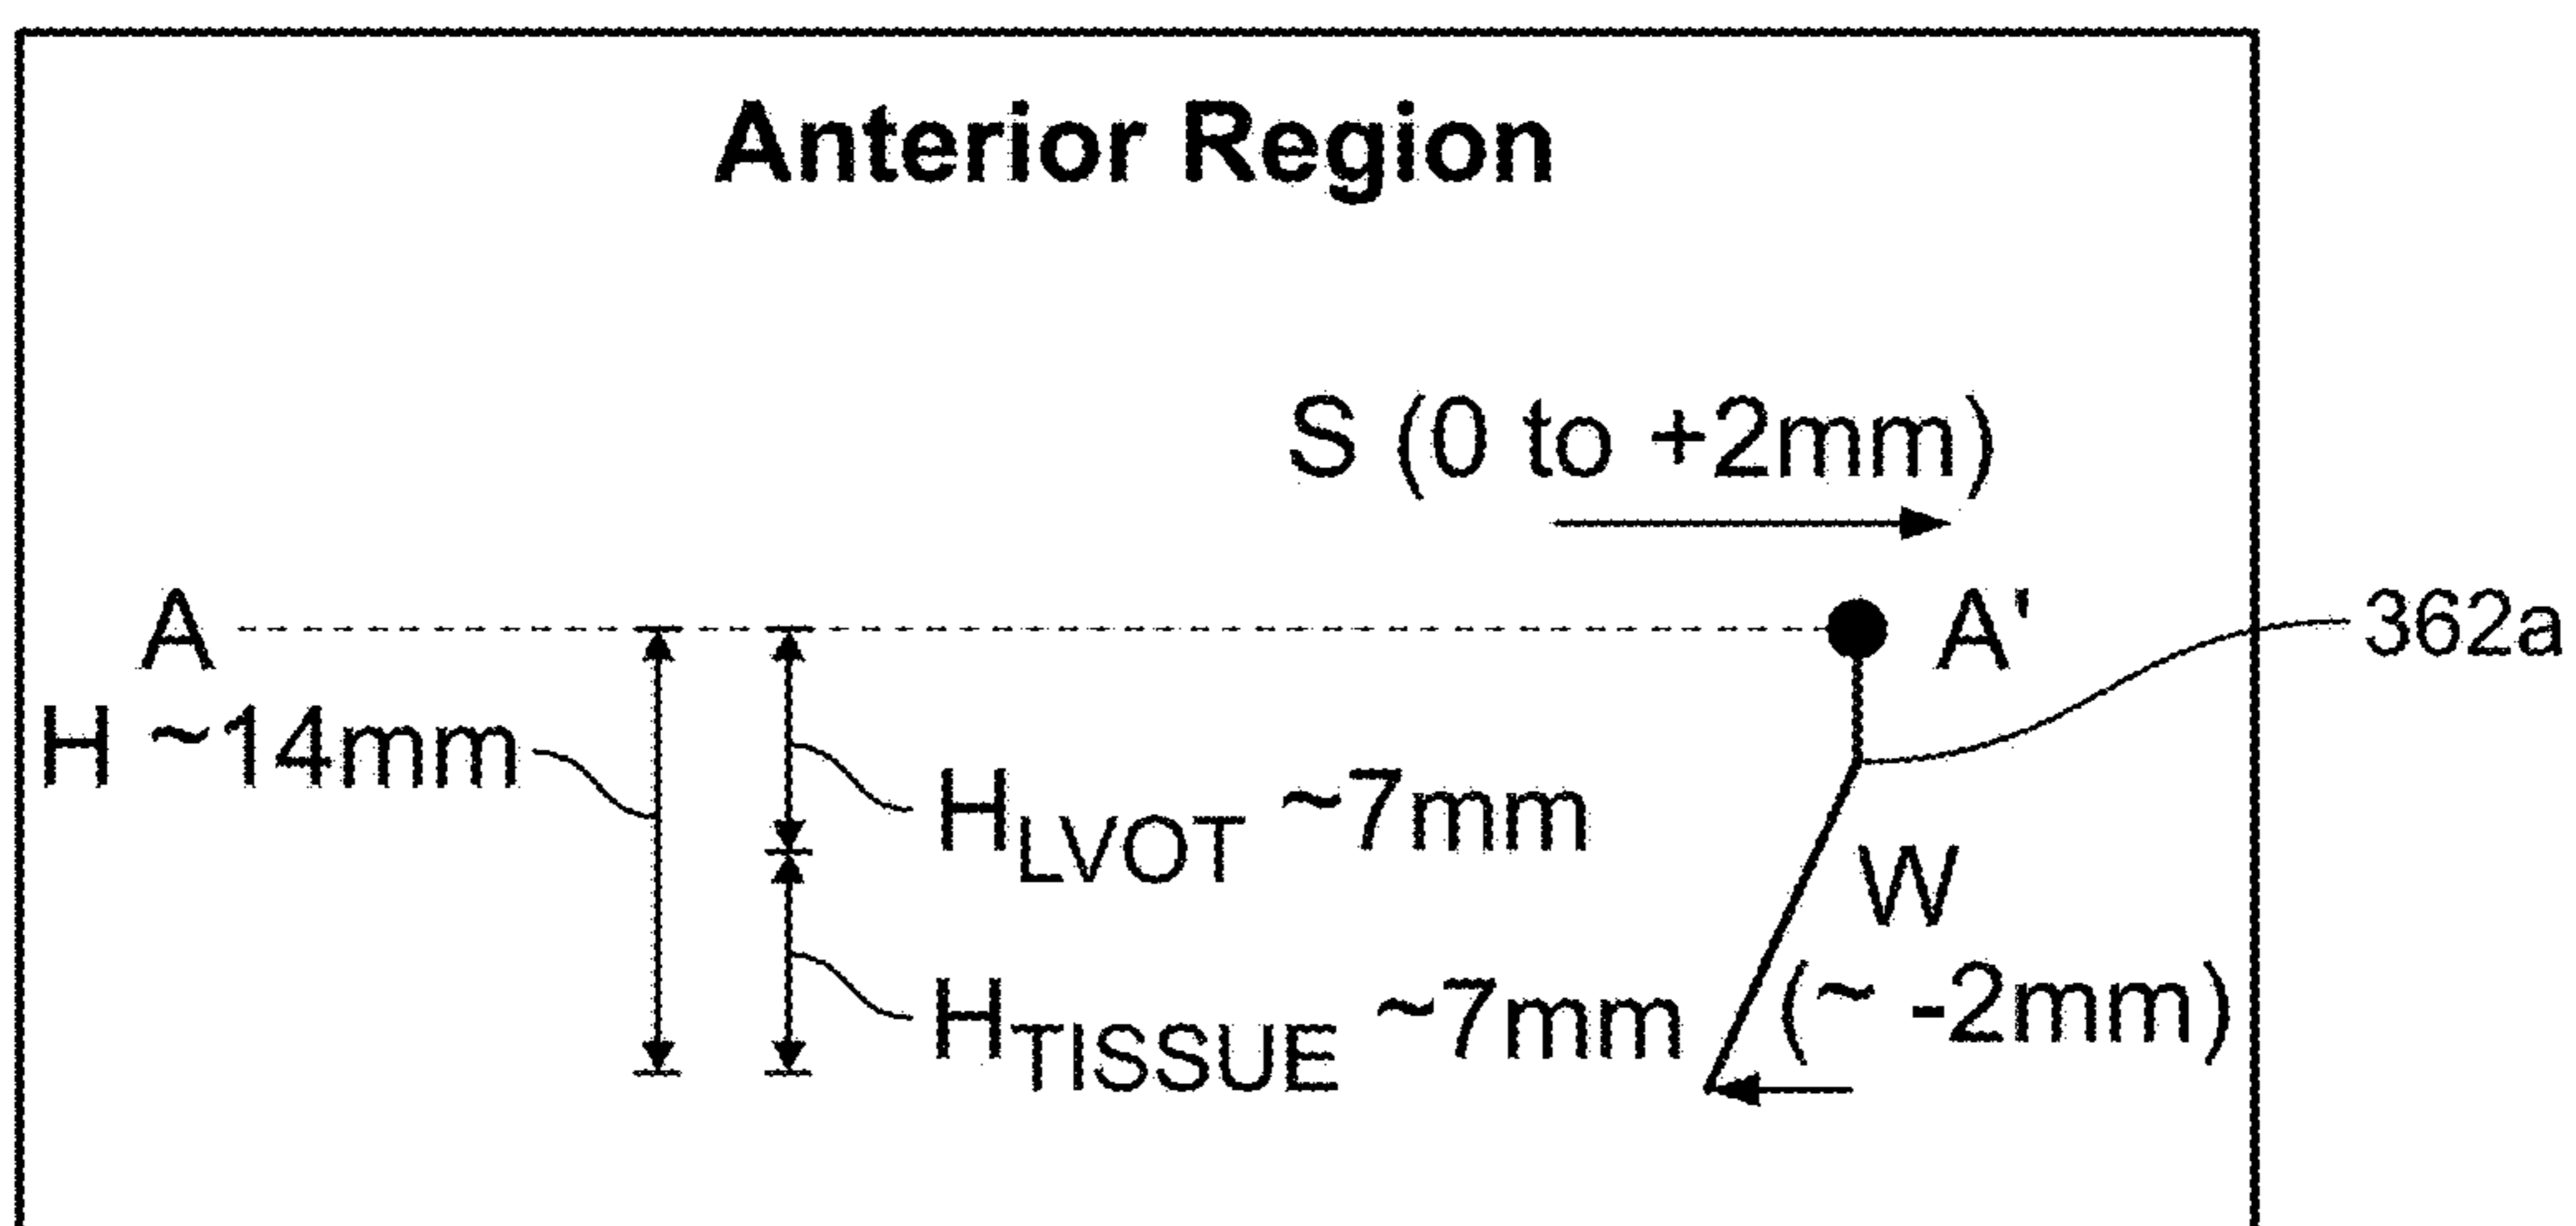 Anterior Region
S (0 to +2mm)
A A' 362a
H ~14mm
HLVOT ~7mm
W
HTISSUE ~7mm (~ -2mm)